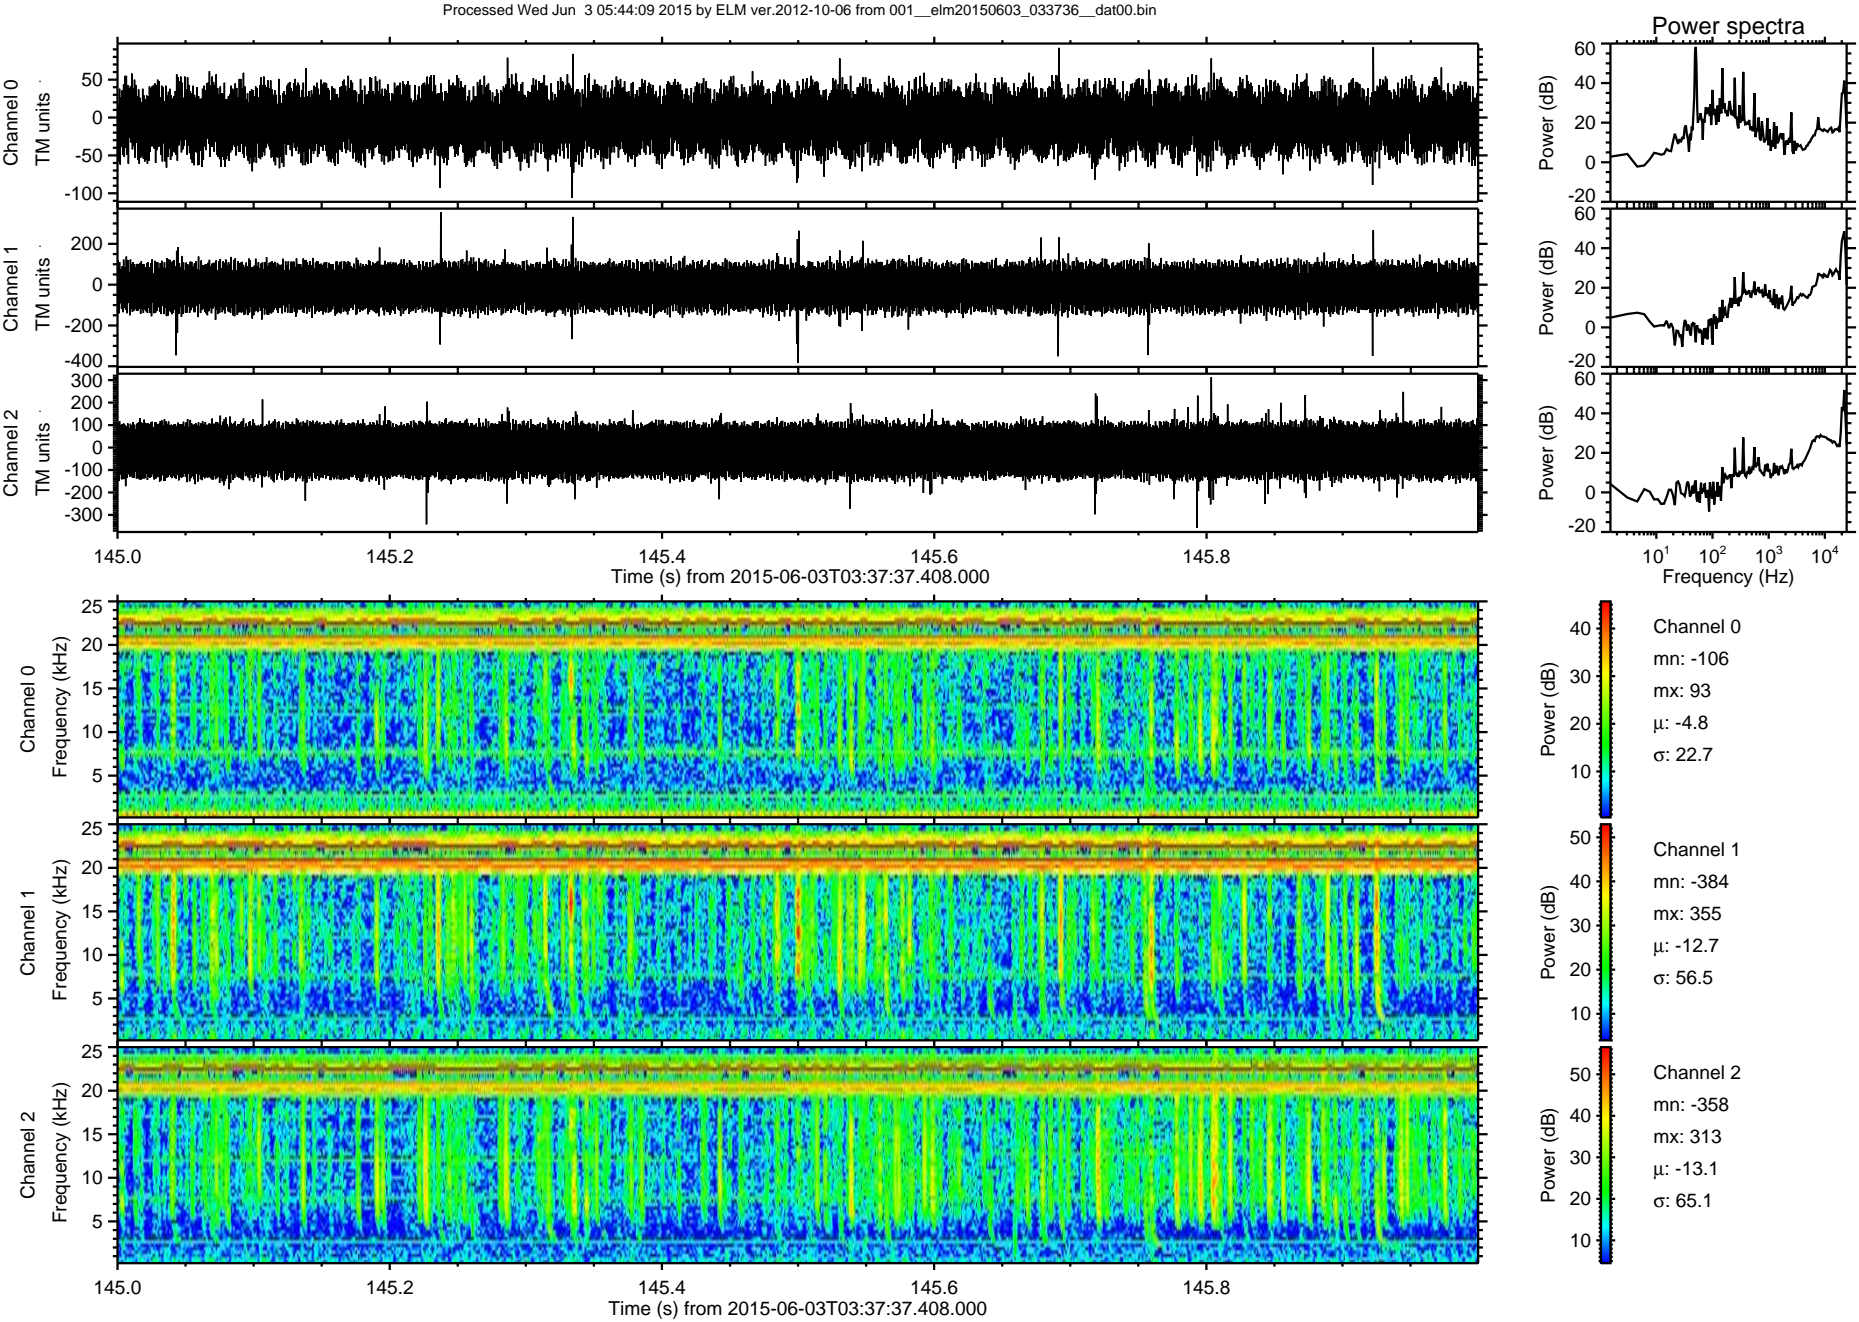 Processed Wed Jun  3 05:44:09 2015 by ELM ver.2012-10-06 from 001__elm20150603_033736__dat00.bin
Power spectra
Channel 0
TM units
50
0
-50
-100
Power (dB)
60
40
20
0
-20
Channel 1
TM units
200
0
-200
-400
Power (dB)
60
40
20
0
-20
Channel 2
TM units
300
200
100
0
-100
-200
-300
Power (dB)
60
40
20
0
-20
145.0 145.2 145.4 145.6 145.8
Time (s) from 2015-06-03T03:37:37.408.000
10^1 10^2 10^3 10^4
Frequency (Hz)
Channel 0
Frequency (kHz)
25
20
15
10
5
Power (dB)
40
30
20
10
Channel 0
mn: -106
mx: 93
μ: -4.8
σ: 22.7
Channel 1
Frequency (kHz)
25
20
15
10
5
Power (dB)
50
40
30
20
10
Channel 1
mn: -384
mx: 355
μ: -12.7
σ: 56.5
Channel 2
Frequency (kHz)
25
20
15
10
5
Power (dB)
50
40
30
20
10
Channel 2
mn: -358
mx: 313
μ: -13.1
σ: 65.1
145.0 145.2 145.4 145.6 145.8
Time (s) from 2015-06-03T03:37:37.408.000